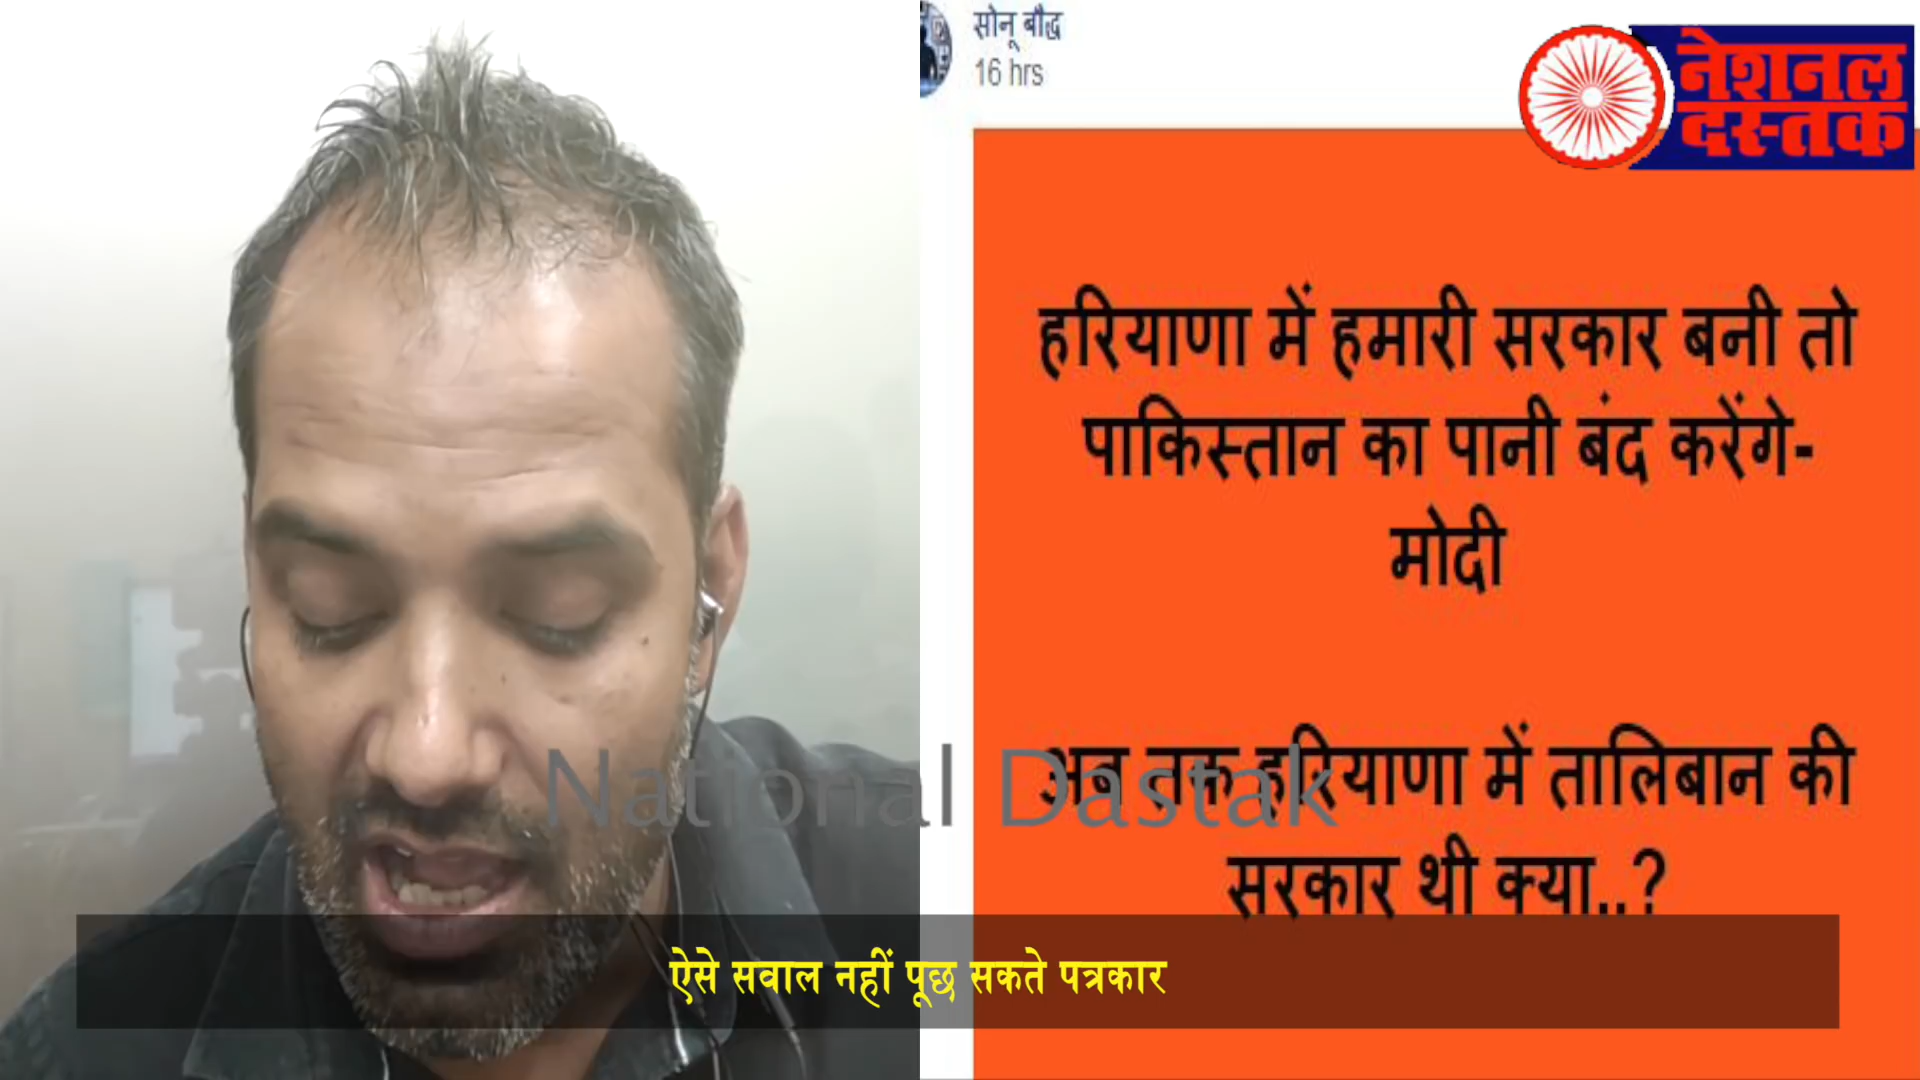 सोनू बौद्ध
16 hrs
नेशनल
दस्तक
हरियाणा में हमारी सरकार बनी तो
पाकिस्तान का पानी बंद करेंगे-
मोदी
अब तक हरियाणा में तालिबान की
National Dastak
सरकार थी क्या..?
ऐसे सवाल नहीं पूछ सकते पत्रकार